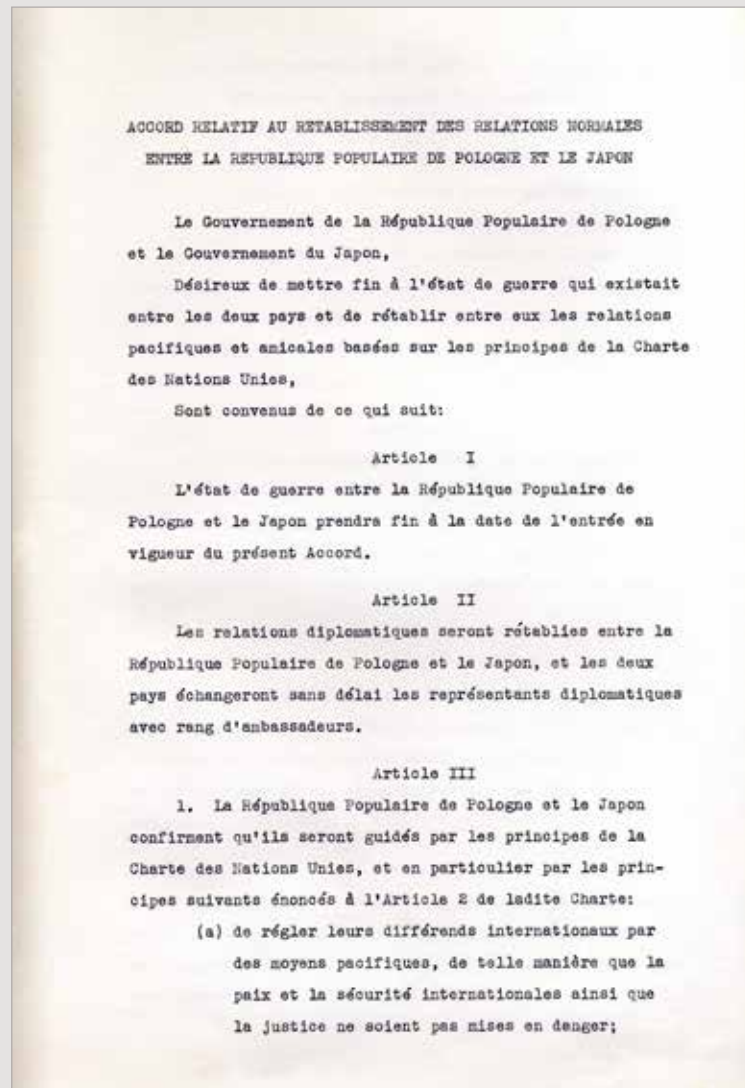 ACCORD RELATIF AU RETABLISSEMENT DES RELATIONS NORMALES
ENTRE LA REPUBLIQUE POPULAIRE DE POLOGNE ET LE JAPON
Le Gouvernement de la République Populaire de Pologne
et le Gouvernement du Japon,
Désireux de mettre fin à l'état de guerre qui existait
entre les deux pays et de rétablir entre eux les relations
pacifiques et amicales basées sur les principes de la Charte
des Nations Unies,
Sont convenus de ce qui suit:
Article I
L'état de guerre entre la République Populaire de
Pologne et le Japon prendra fin à la date de l'entrée en
vigueur du présent Accord.
Article II
Les relations diplomatiques seront rétablies entre la
République Populaire de Pologne et le Japon, et les deux
pays échangeront sans délai les représentants diplomatiques
avec rang d'ambassadeurs.
Article III
1. La République Populaire de Pologne et le Japon
confirment qu'ils seront guidés par les principes de la
Charte des Nations Unies, et en particulier par les prin-
cipes suivants énoncés à l'Article 2 de ladite Charte:
(a) de régler leurs différends internationaux par
des moyens pacifiques, de telle manière que la
paix et la sécurité internationales ainsi que
la justice ne soient pas mises en danger;